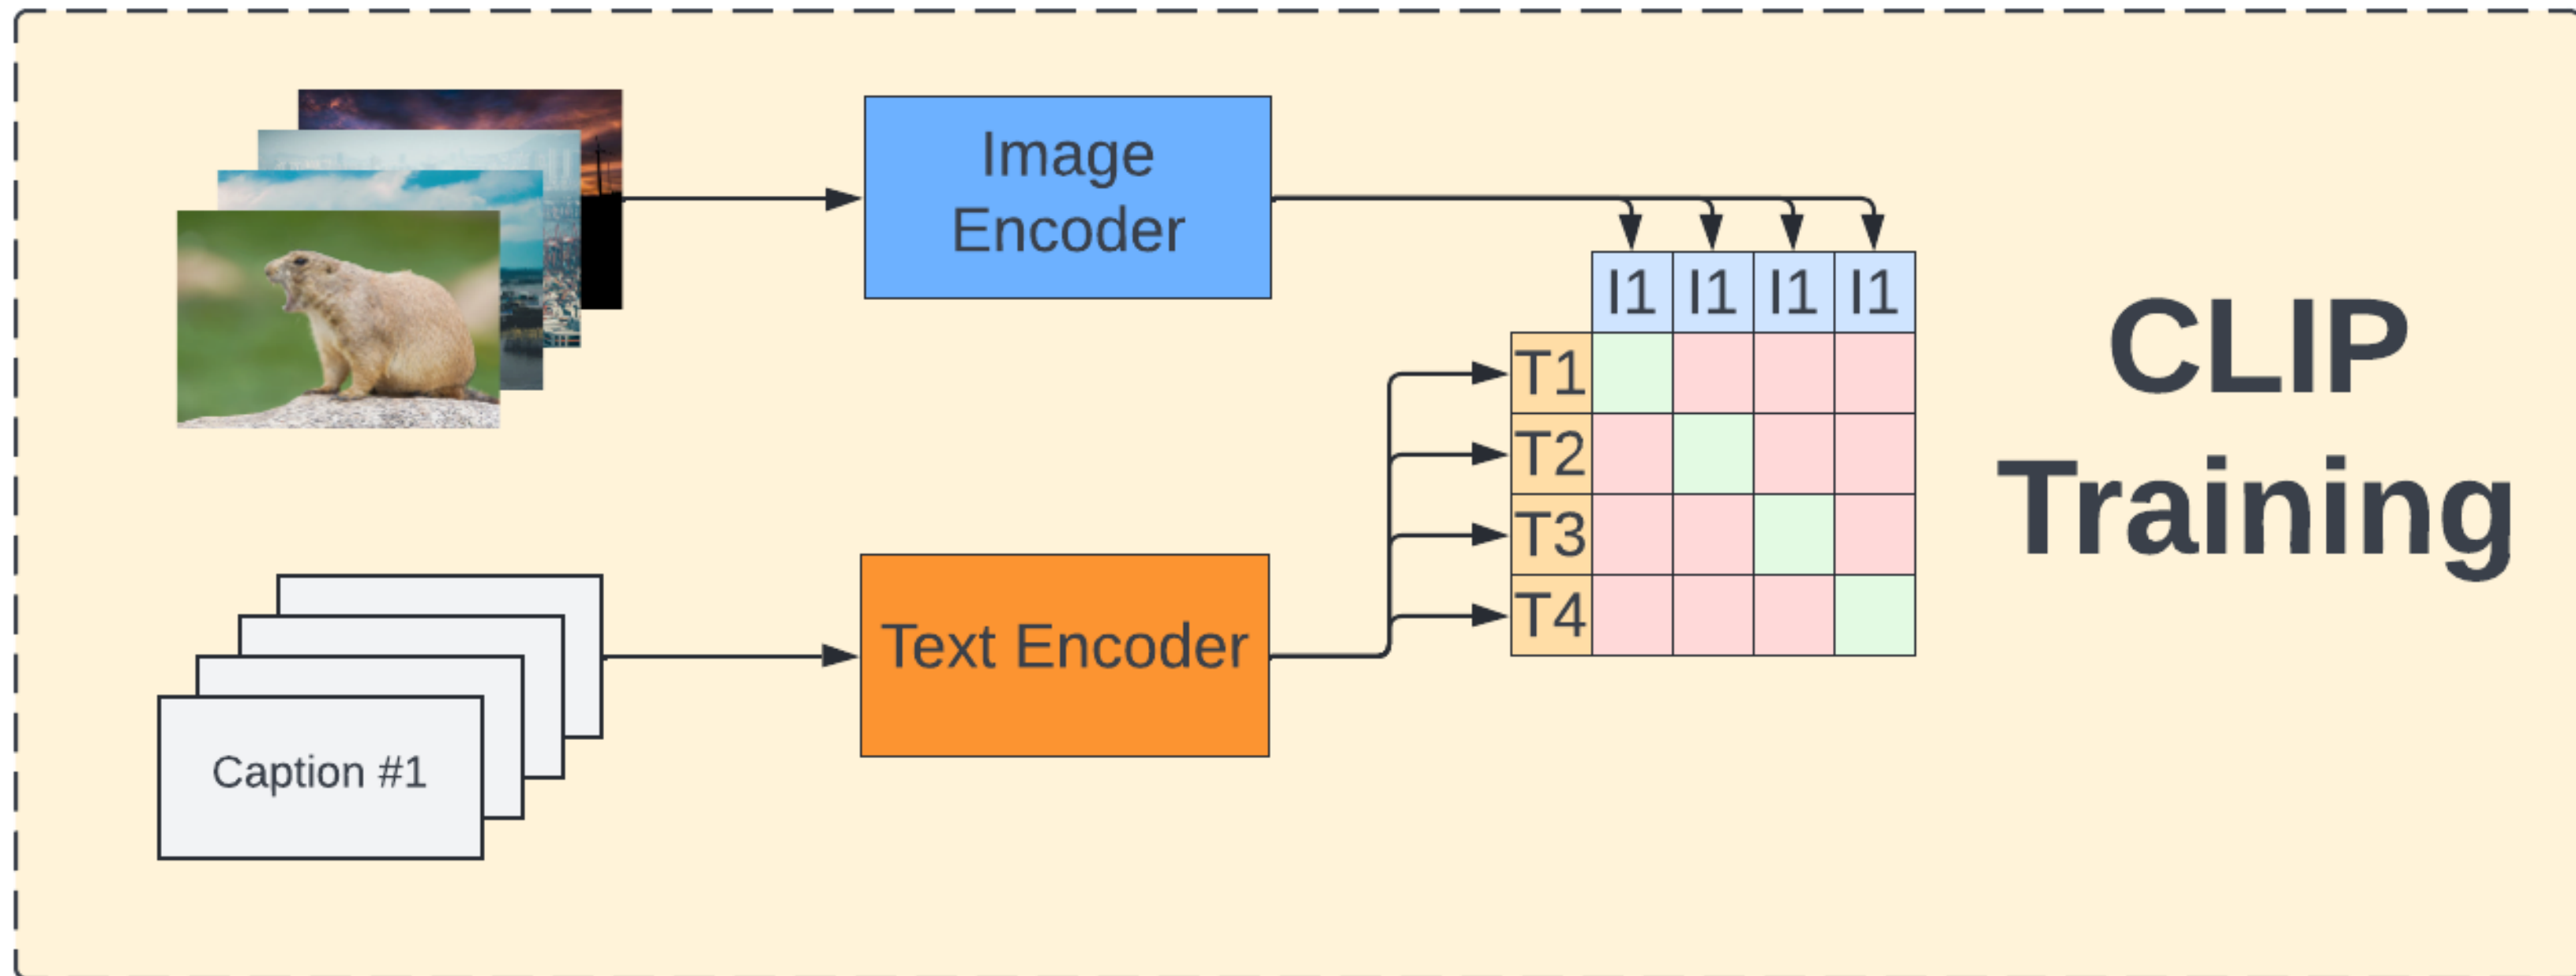 Image
Encoder
I1 I1 I1 I1
T1
T2
T3
T4
CLIP
Training
Text Encoder
Caption #1